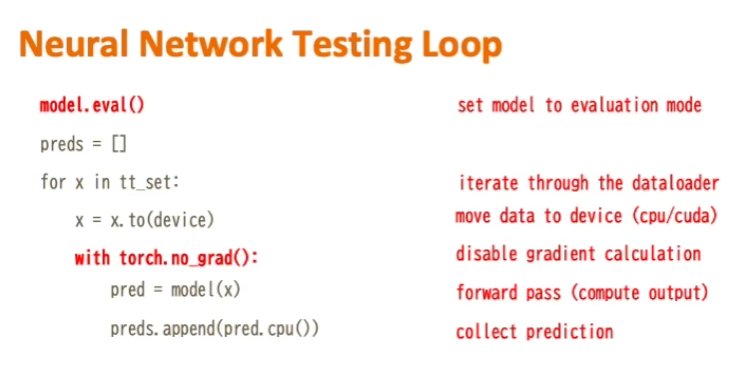 Neural Network Testing Loop
model.eval() set model to evaluation mode
preds = []
for x in tt_set: iterate through the dataloader
x = x.to(device) move data to device (cpu/cuda)
with torch.no_grad(): disable gradient calculation
pred = model(x) forward pass (compute output)
preds.append(pred.cpu()) collect prediction